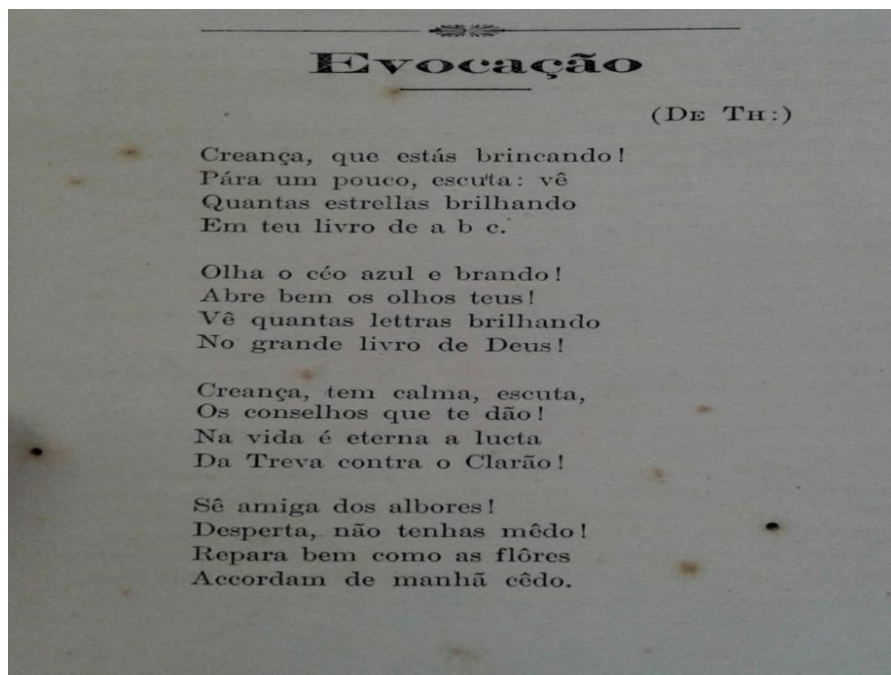 Evocação
(De Th:)
Creança, que estás brincando!
Pára um pouco, escuta: vê
Quantas estrellas brilhando
Em teu livro de a b c.
Olha o céo azul e brando!
Abre bem os olhos teus!
Vê quantas lettras brilhando
No grande livro de Deus!
Creança, tem calma, escuta,
Os conselhos que te dão!
Na vida é eterna a lucta
Da Treva contra o Clarão!
Sê amiga dos albores!
Desperta, não tenhas mêdo!
Repara bem como as flôres
Accordam de manhã cêdo.